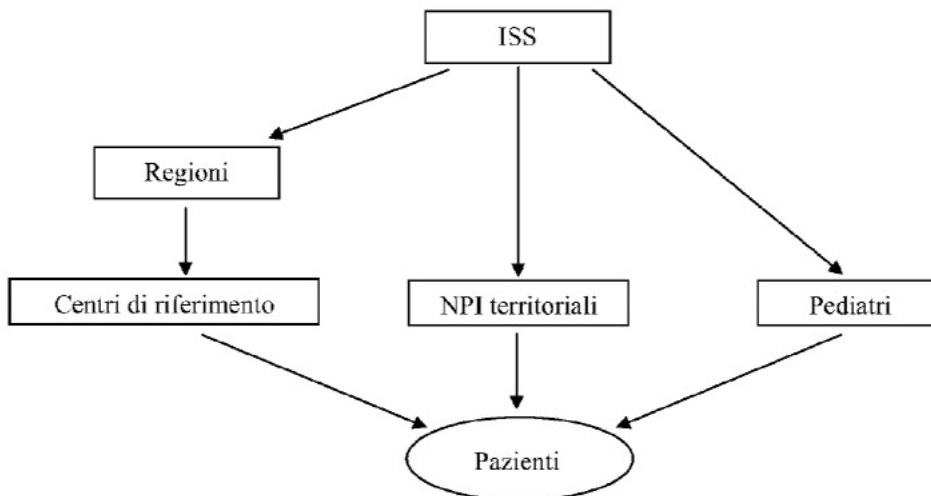 ISS
Regioni
Centri di riferimento
NPI territoriali
Pediatri
Pazienti